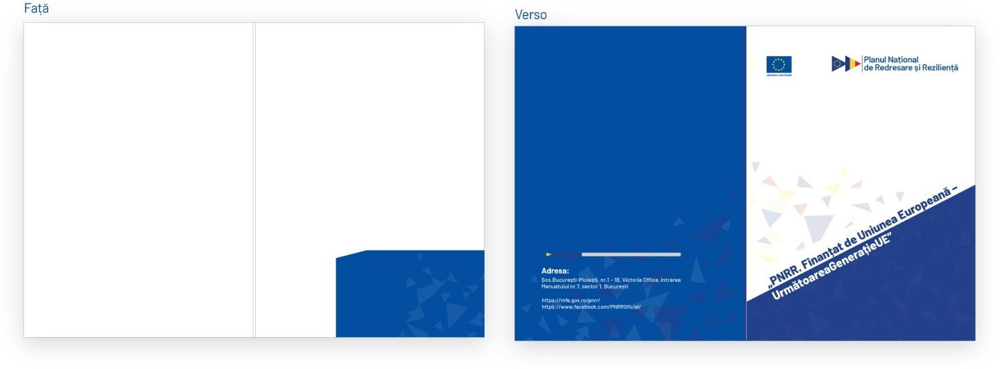 Față
Verso
UNIUNEA EUROPEANĂ
Planul Național
de Redresare și Reziliență
„PNRR. Finanțat de Uniunea Europeană –
UrmătoareaGenerațieUE”
Adresa:
Șos.București-Ploiești, nr.1 - 1B, Victoria Office, intrarea
Menuetului nr.7, sector 1, București
https://mfe.gov.ro/pnrr/
https://www.facebook.com/PNRROficial/